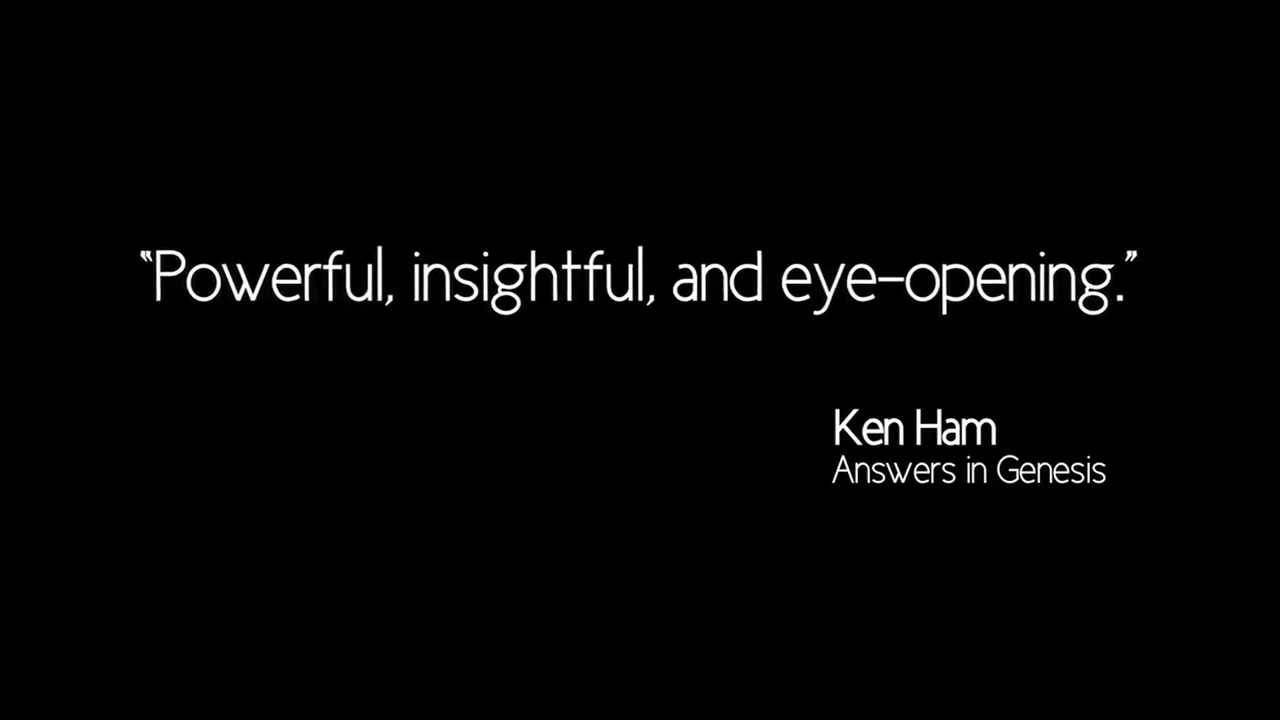 “Powerful, insightful, and eye-opening.”
Ken Ham
Answers in Genesis